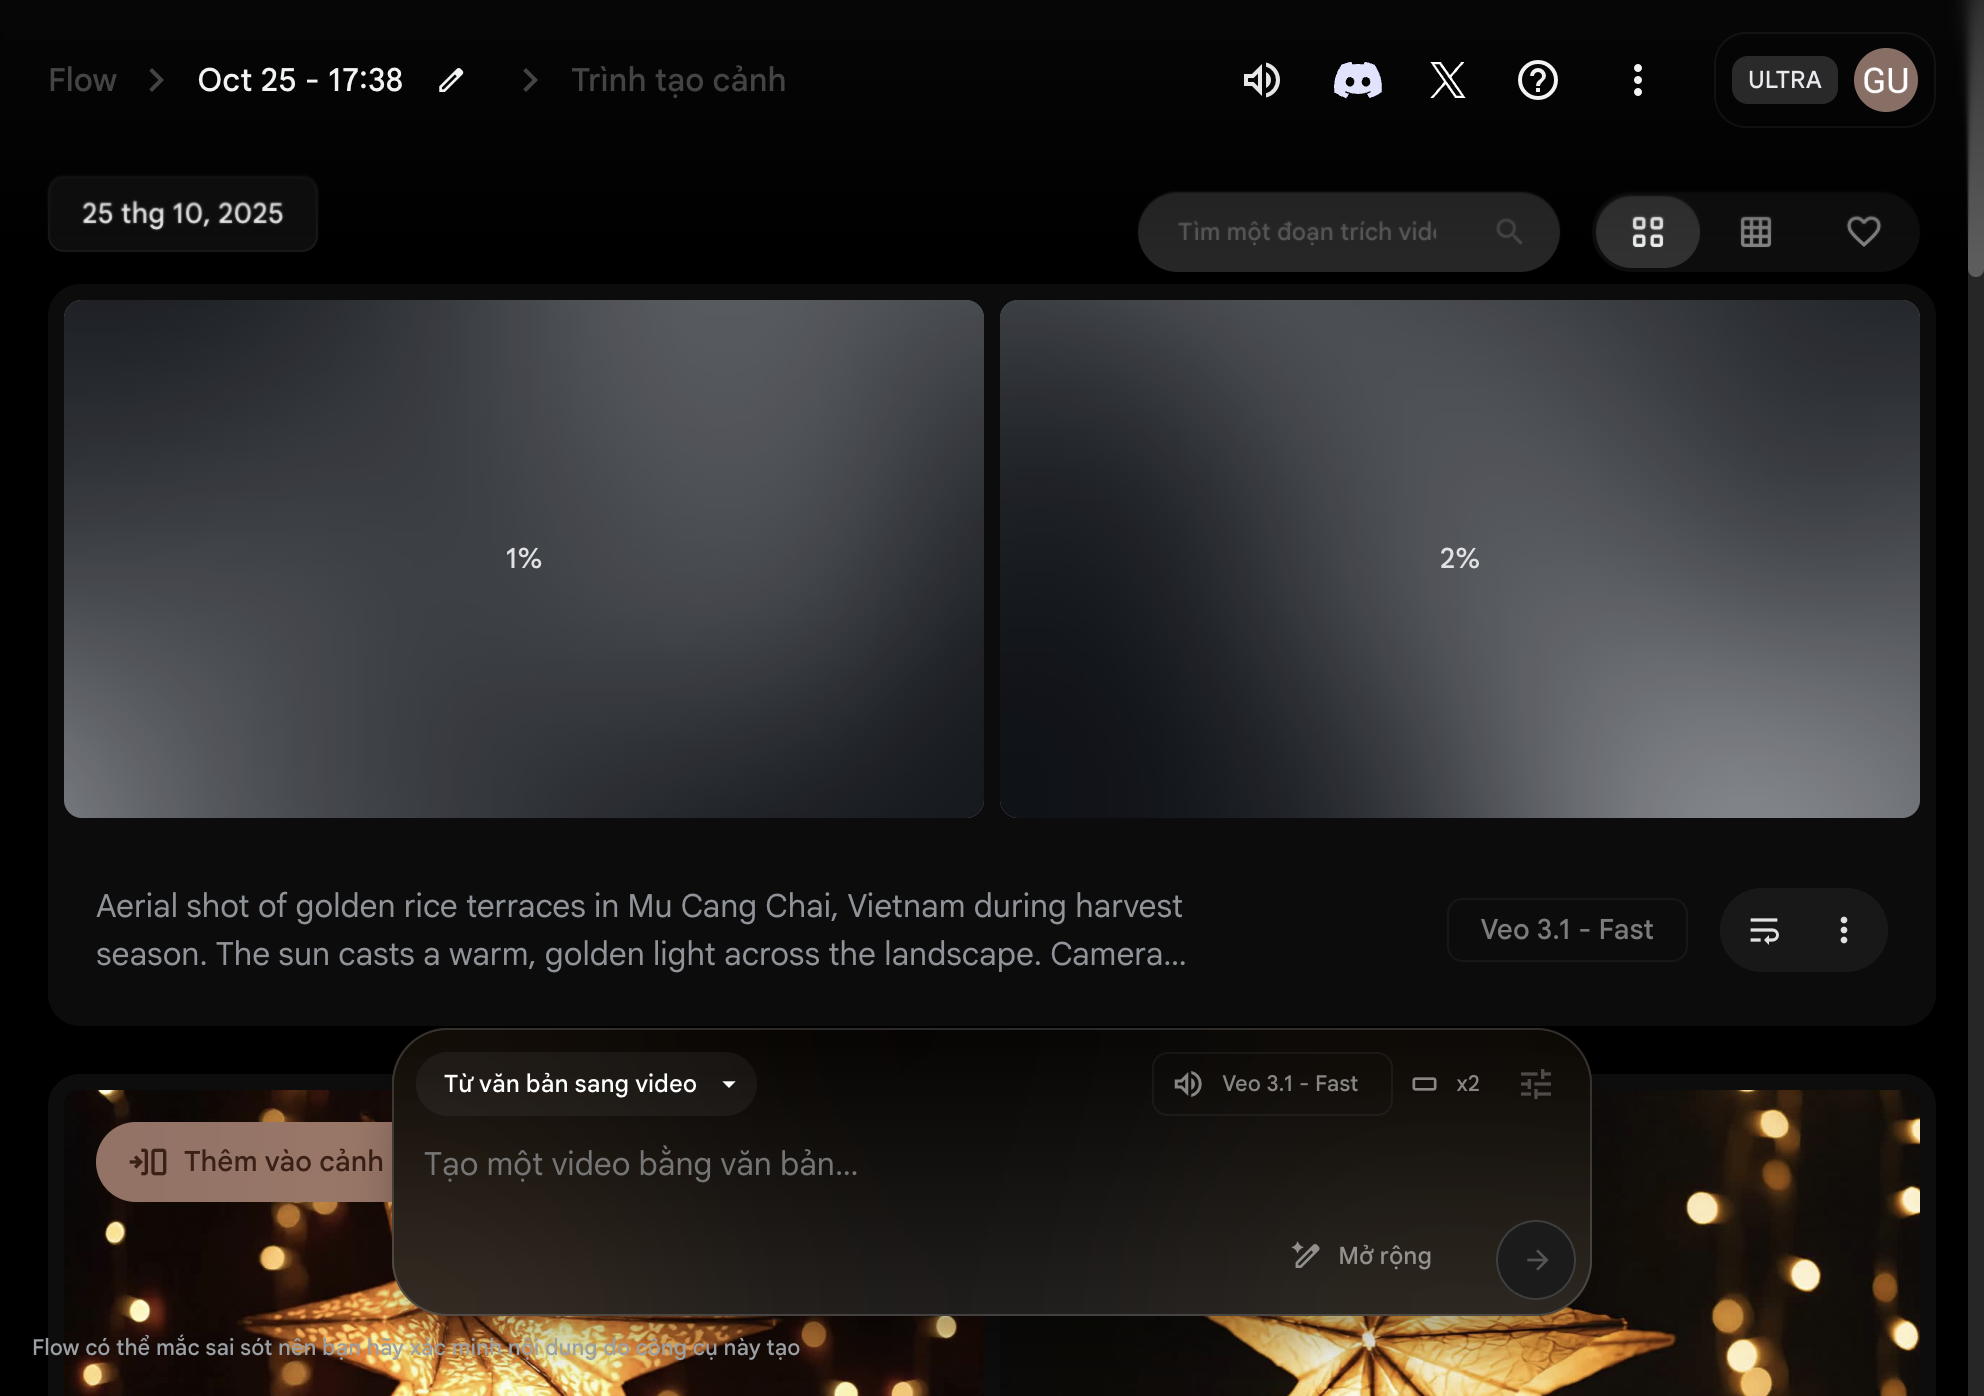 Flow
Oct 25 - 17:38
Trình tạo cảnh
ULTRA
GU
25 thg 10, 2025
Tìm một đoạn trích vid
1%
2%
Aerial shot of golden rice terraces in Mu Cang Chai, Vietnam during harvest
season. The sun casts a warm, golden light across the landscape. Camera...
Veo 3.1 - Fast
Từ văn bản sang video
Veo 3.1 - Fast
x2
Thêm vào cảnh
Tạo một video bằng văn bản...
Mở rộng
Flow có thể mắc sai sót nên bạn hãy xác minh nội dung do công cụ này tạo